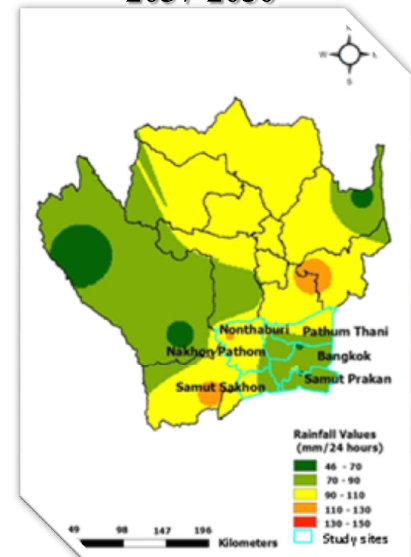 N
W
S
Nonthaburi
Pathum Thani
Nakhon Pathom
Bangkok
Samut Prakan
Samut Sakhon
Rainfall Values
(mm/24 hours)
46 - 70
70 - 90
90 - 110
110 - 130
130 - 150
Study sites
49 98 147 196
Kilometers